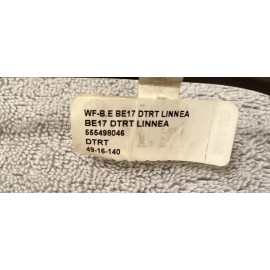 WF-B.E BE17 DTRT LINNEA
BE17 DTRT LINNEA
555498046
DTRT
49-16-140